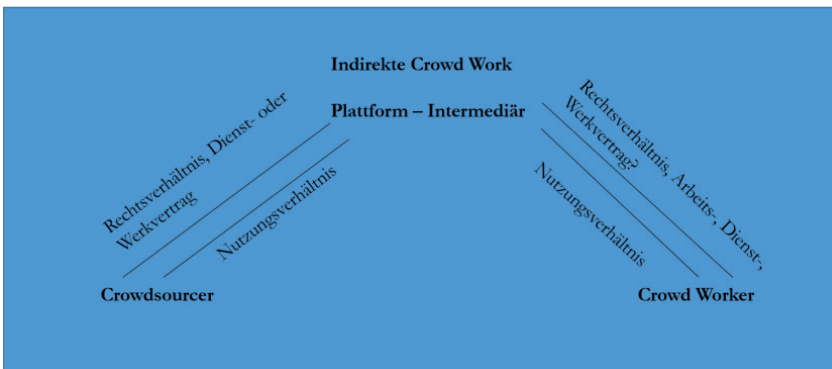 Indirekte Crowd Work
Plattform – Intermediär
Rechtsverhältnis, Dienst- oder
Werkvertrag
Nutzungsverhältnis
Rechtsverhältnis, Arbeits-, Dienst-,
Werkvertrag?
Nutzungsverhältnis
Crowdsourcer
Crowd Worker